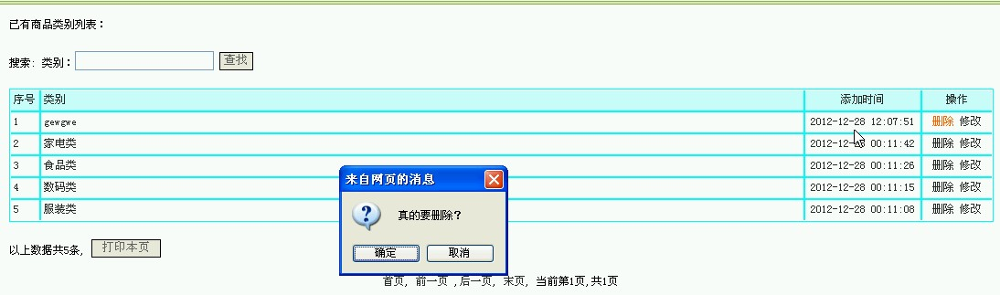 已有商品类别列表：
搜索: 类别： 查找
序号 类别 添加时间 操作
1 gewgwe 2012-12-28 12:07:51 删除 修改
2 家电类 2012-12-28 00:11:42 删除 修改
3 食品类 2012-12-28 00:11:26 删除 修改
4 数码类 2012-12-28 00:11:15 删除 修改
5 服装类 2012-12-28 00:11:08 删除 修改
来自网页的消息
真的要删除?
确定 取消
以上数据共5条, 打印本页
首页, 前一页 ,后一页, 末页, 当前第1页,共1页